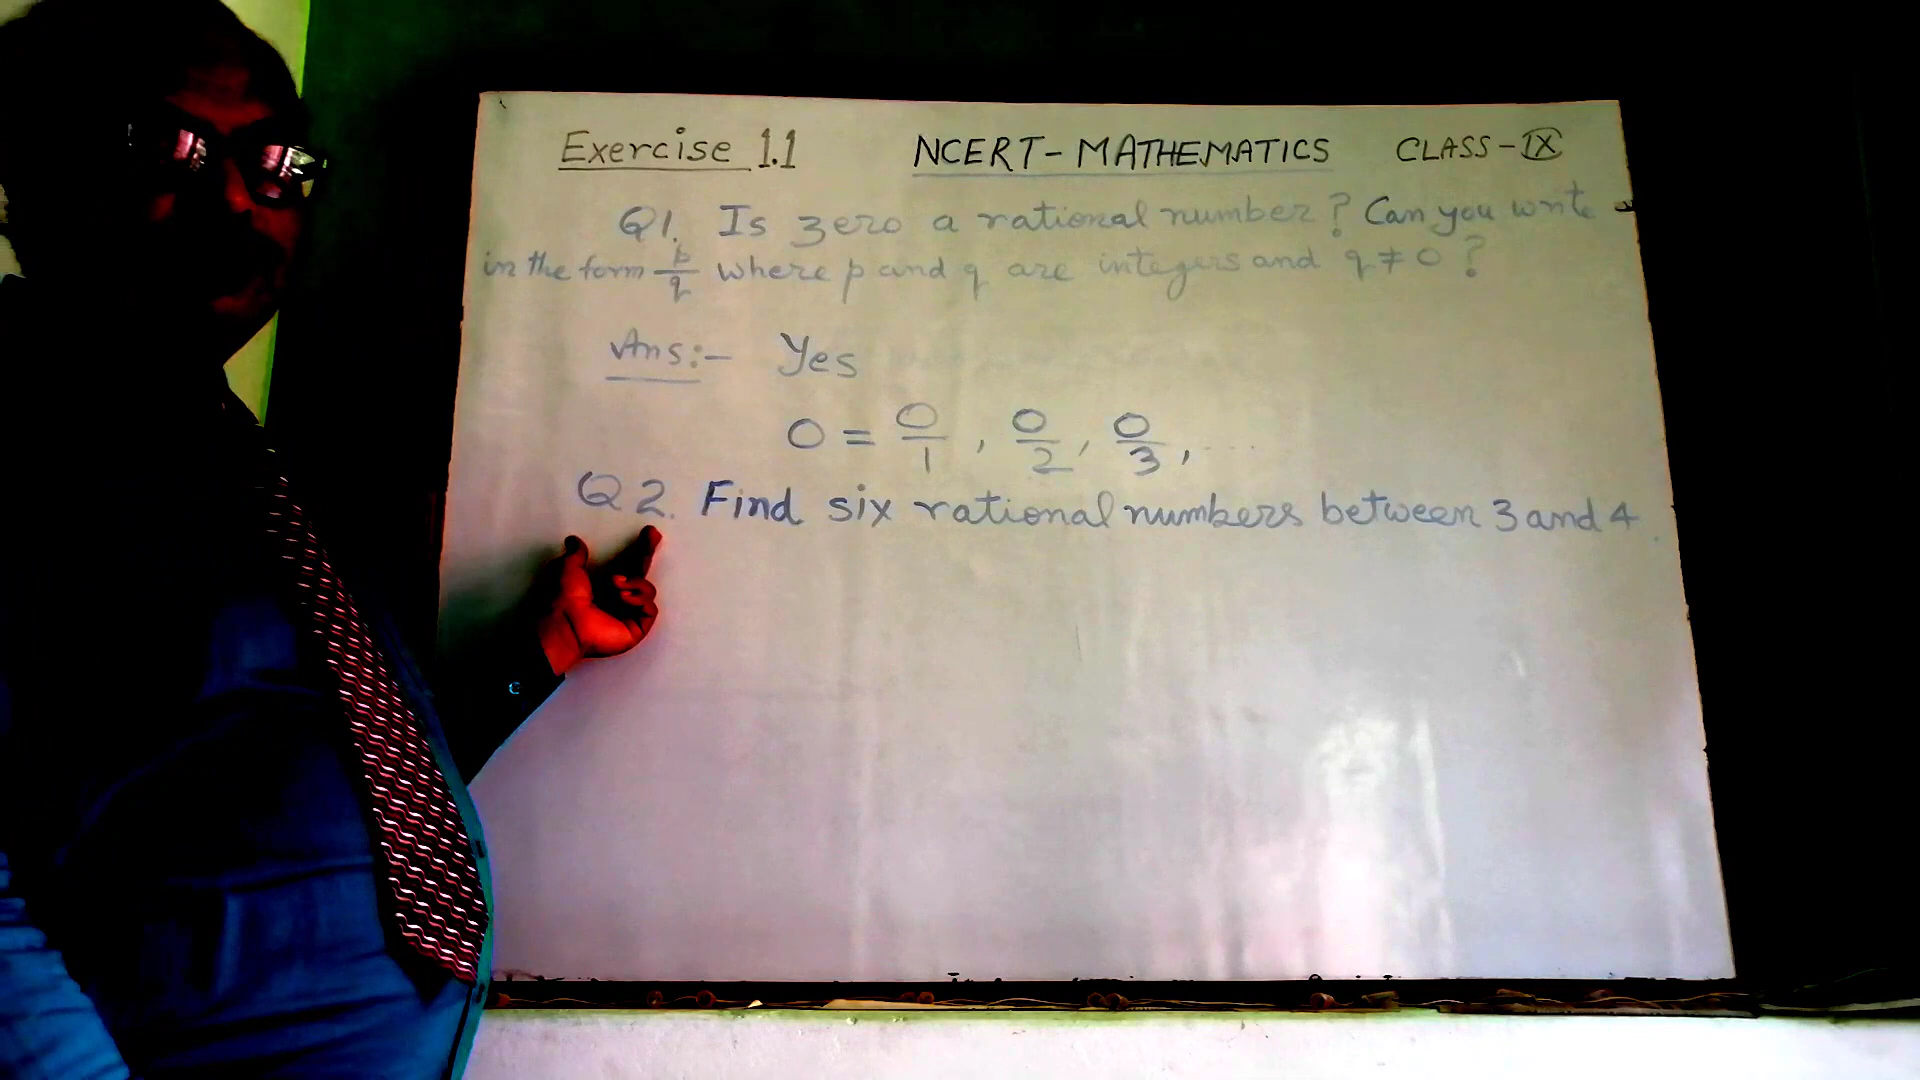 Exercise 1.1 NCERT-MATHEMATICS CLASS-IX
Q1. Is zero a rational number? Can you write
in the form p/q where p and q are integers and q ≠ 0 ?
Ans:- Yes
0 = 0/1, 0/2, 0/3, ....
Q2. Find six rational numbers between 3 and 4